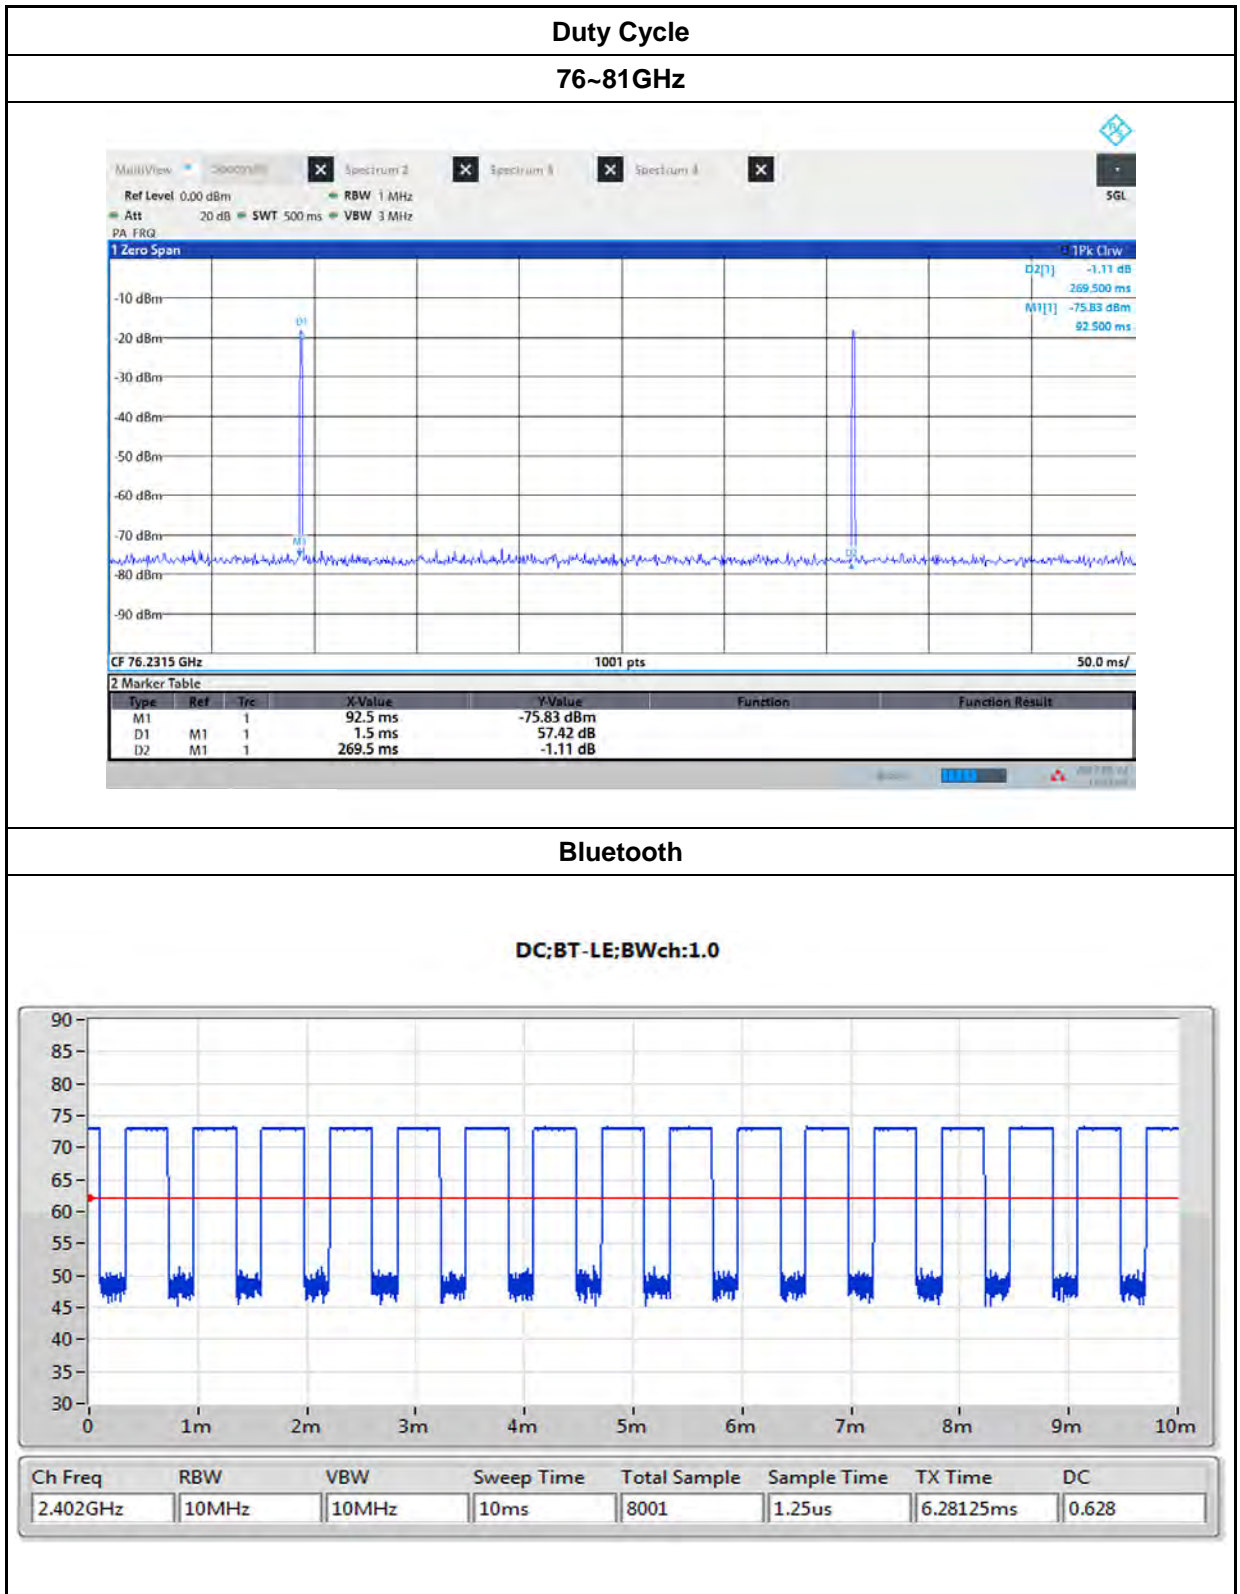 Duty Cycle
76~81GHz
MultiView Spectrum 2 Spectrum 3 Spectrum 4
Ref Level 0.00 dBm RBW 1 MHz SGL
Att 20 dB SWT 500 ms VBW 3 MHz
PA FRQ
1 Zero Span 1Pk Clrw
D2[1] -1.11 dB
269.500 ms
M1[1] -75.83 dBm
92.500 ms
-10 dBm
D1
-20 dBm
-30 dBm
-40 dBm
-50 dBm
-60 dBm
-70 dBm
M1
D2
-80 dBm
-90 dBm
CF 76.2315 GHz 1001 pts 50.0 ms/
2 Marker Table
Type Ref Trc X-Value Y-Value Function Function Result
M1 1 92.5 ms -75.83 dBm
D1 M1 1 1.5 ms 57.42 dB
D2 M1 1 269.5 ms -1.11 dB
Bluetooth
DC;BT-LE;BWch:1.0
90
85
80
75
70
65
60
55
50
45
40
35
30
0 1m 2m 3m 4m 5m 6m 7m 8m 9m 10m
Ch Freq RBW VBW Sweep Time Total Sample Sample Time TX Time DC
2.402GHz 10MHz 10MHz 10ms 8001 1.25us 6.28125ms 0.628